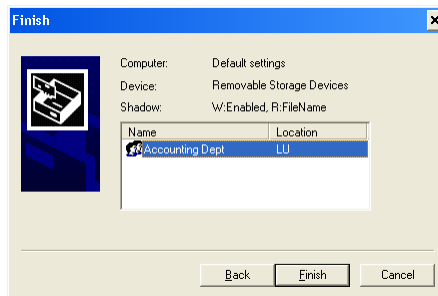 Finish
Computer: Default settings
Device: Removable Storage Devices
Shadow: W:Enabled, R:FileName
Name Location
Accounting Dept LU
Back Finish Cancel